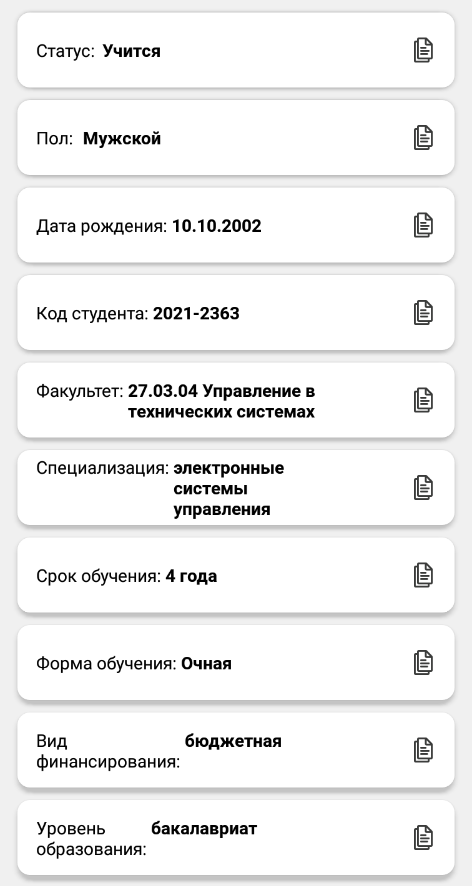 Статус: Учится
Пол: Мужской
Дата рождения: 10.10.2002
Код студента: 2021-2363
Факультет: 27.03.04 Управление в
технических системах
Специализация: электронные
системы
управления
Срок обучения: 4 года
Форма обучения: Очная
Вид бюджетная
финансирования:
Уровень бакалавриат
образования: